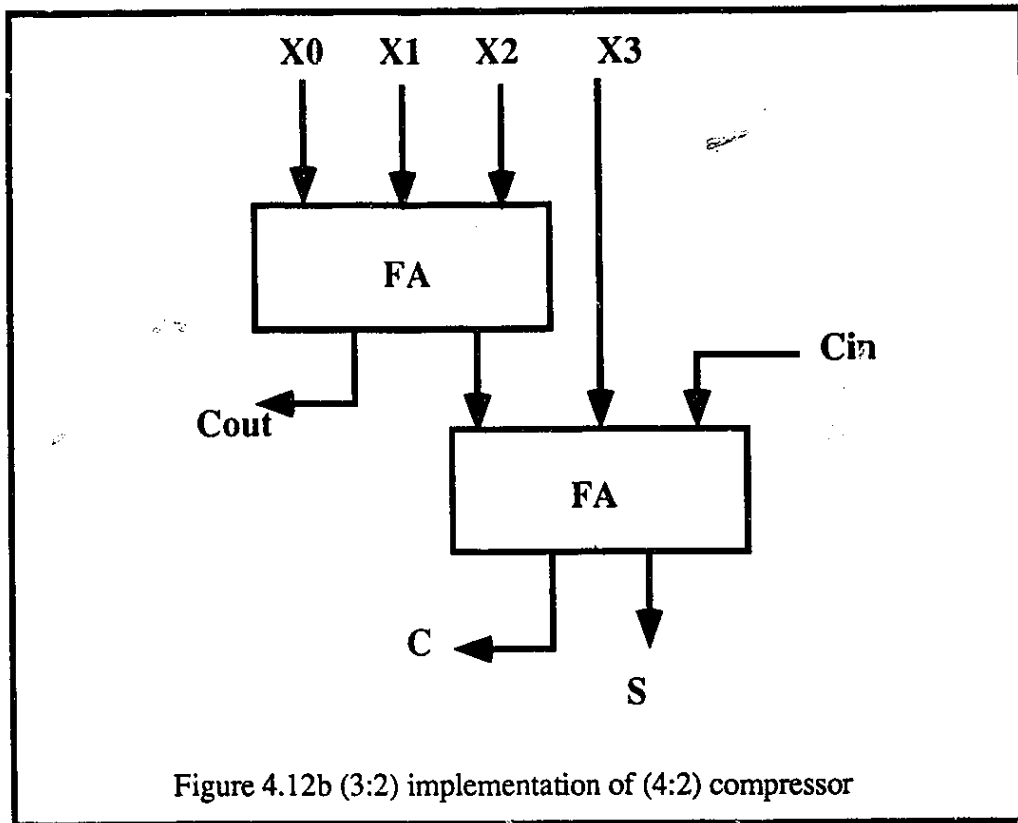 X0 X1 X2 X3
FA
Cin
Cout
FA
C
S
Figure 4.12b (3:2) implementation of (4:2) compressor